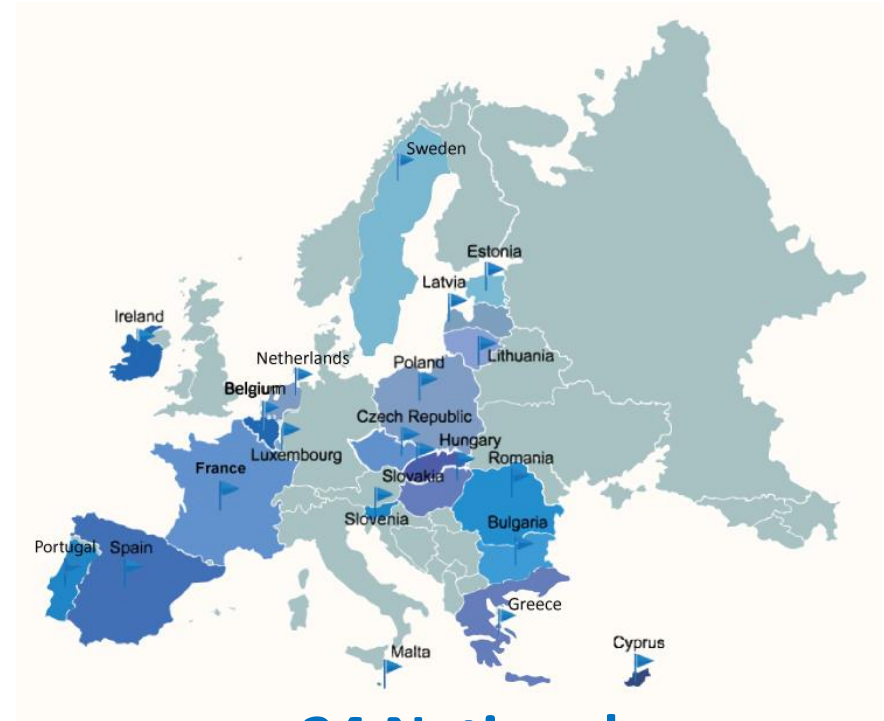 Sweden
Estonia
Latvia
Ireland
Lithuania
Netherlands
Poland
Belgium
Czech Republic
Hungary
Luxembourg
Romania
France
Slovakia
Slovenia
Bulgaria
Portugal
Spain
Greece
Cyprus
Malta